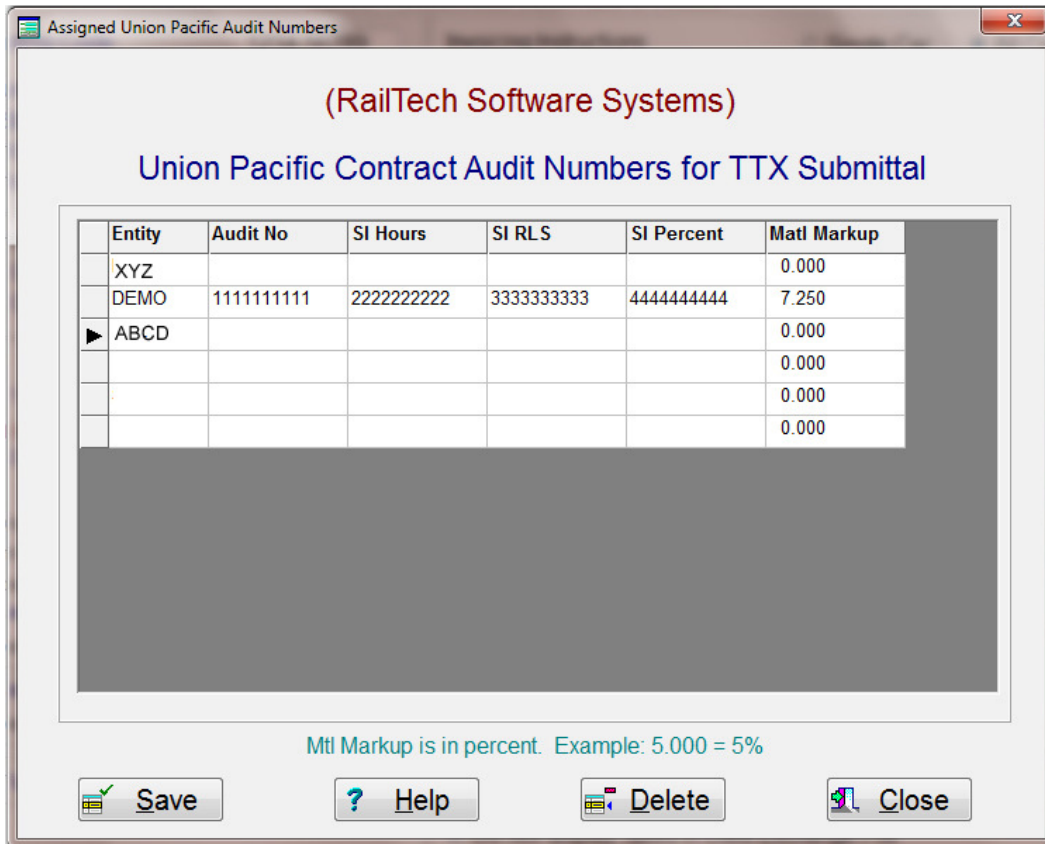 Assigned Union Pacific Audit Numbers
(RailTech Software Systems)
Union Pacific Contract Audit Numbers for TTX Submittal
Entity Audit No SI Hours SI RLS SI Percent Matl Markup
XYZ 0.000
DEMO 1111111111 2222222222 3333333333 4444444444 7.250
ABCD 0.000
0.000
0.000
0.000
Mtl Markup is in percent. Example: 5.000 = 5%
Save ? Help Delete Close